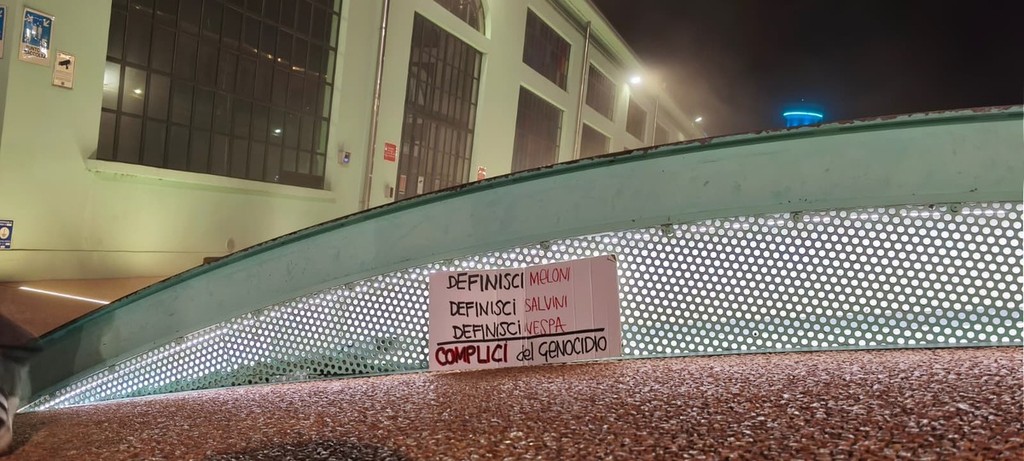 DEFINISCI MELONI
DEFINISCI SALVINI
DEFINISCI VESPA
COMPLICI del GENOCIDIO